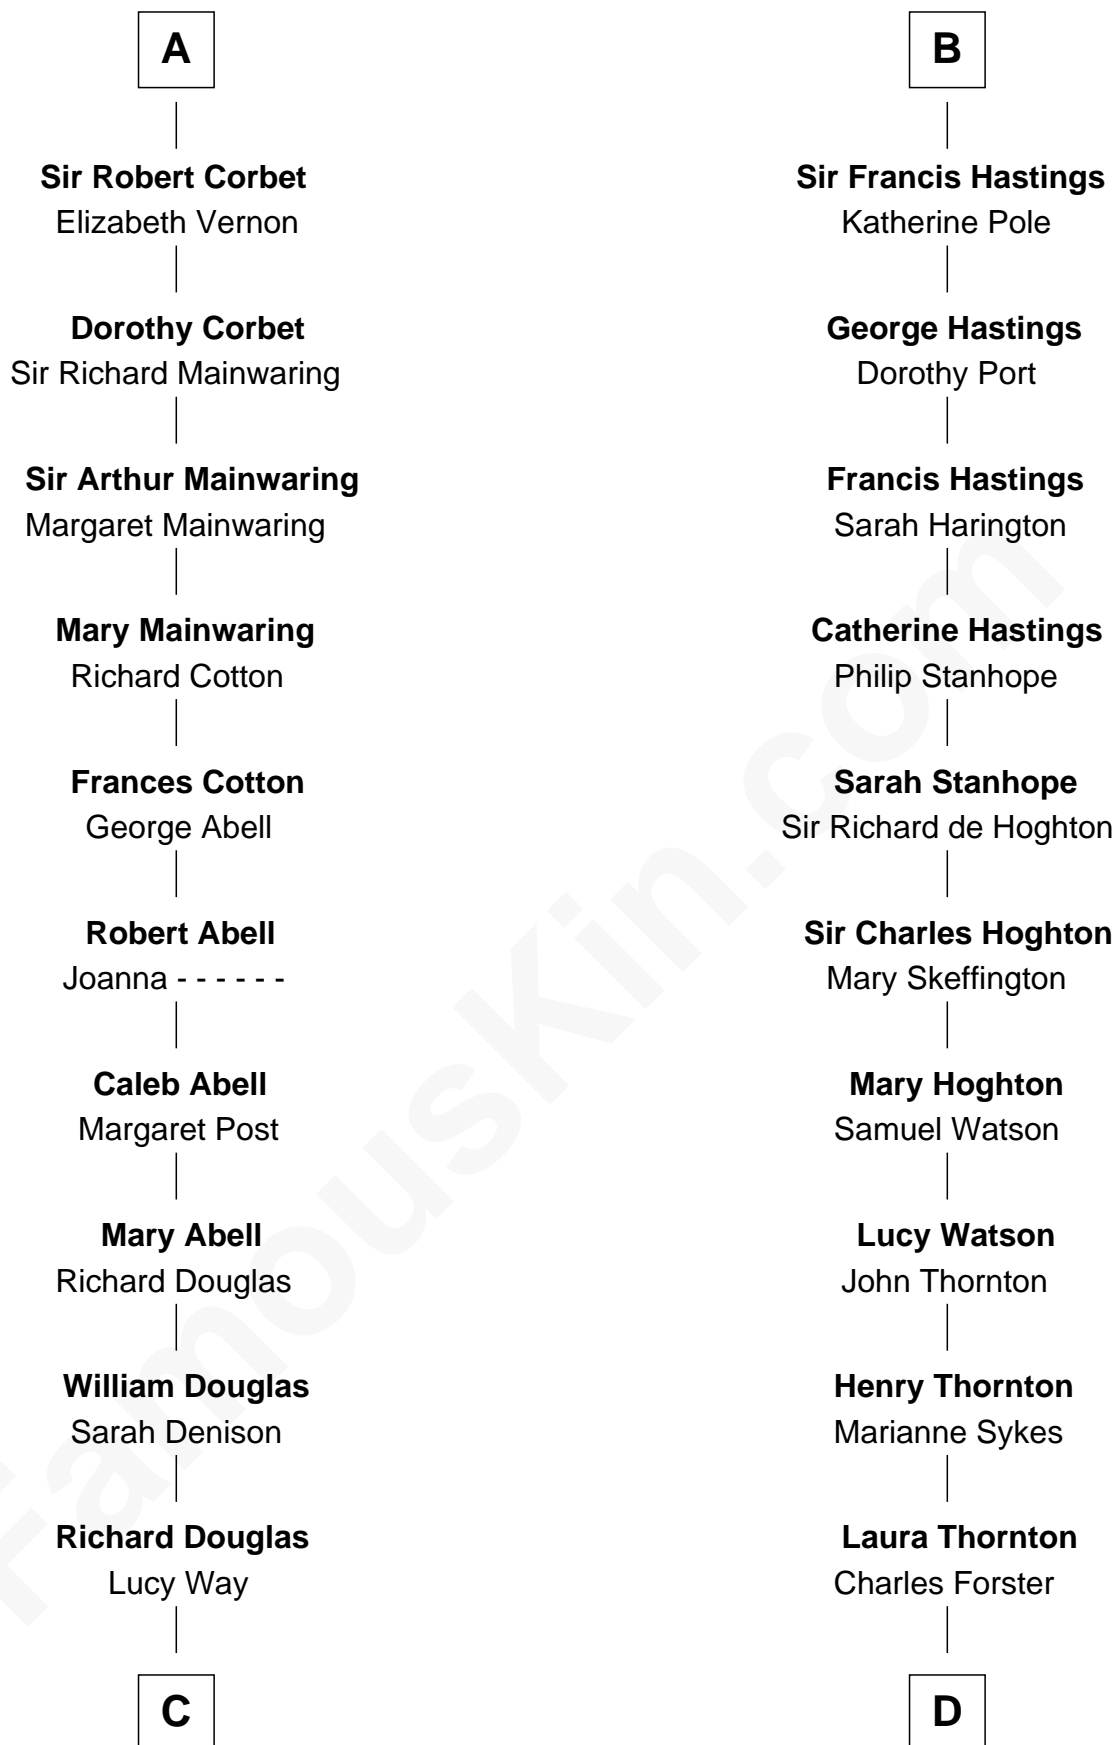 A
Sir Robert Corbet
Elizabeth Vernon
Dorothy Corbet
Sir Richard Mainwaring
Sir Arthur Mainwaring
Margaret Mainwaring
Mary Mainwaring
Richard Cotton
Frances Cotton
George Abell
Robert Abell
Joanna - - - - - -
Caleb Abell
Margaret Post
Mary Abell
Richard Douglas
William Douglas
Sarah Denison
Richard Douglas
Lucy Way
C
B
Sir Francis Hastings
Katherine Pole
George Hastings
Dorothy Port
Francis Hastings
Sarah Harington
Catherine Hastings
Philip Stanhope
Sarah Stanhope
Sir Richard de Hoghton
Sir Charles Hoghton
Mary Skeffington
Mary Hoghton
Samuel Watson
Lucy Watson
John Thornton
Henry Thornton
Marianne Sykes
Laura Thornton
Charles Forster
D
FamousKin.com